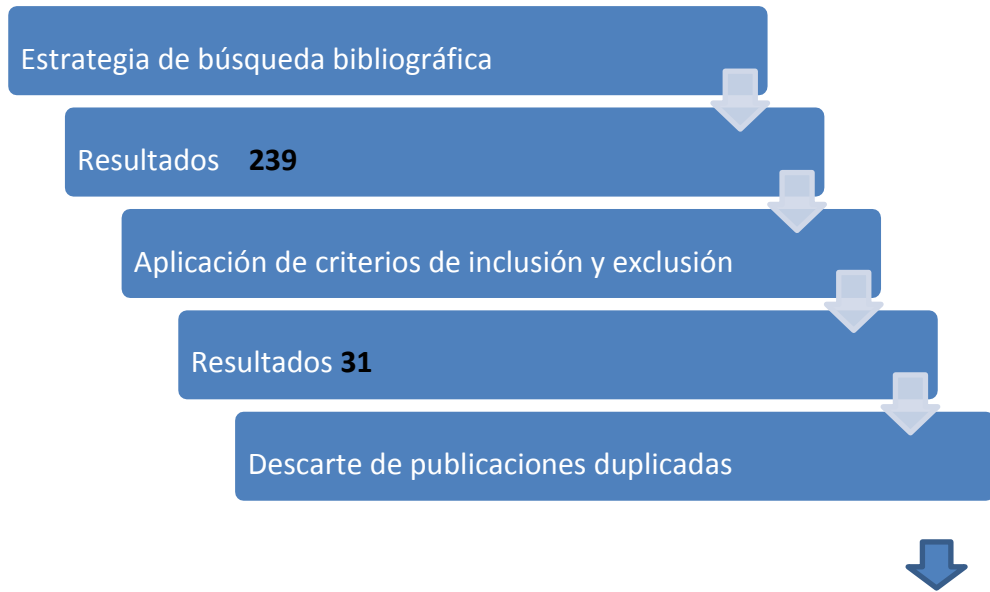 Estrategia de búsqueda bibliográfica
Resultados 239
Aplicación de criterios de inclusión y exclusión
Resultados 31
Descarte de publicaciones duplicadas